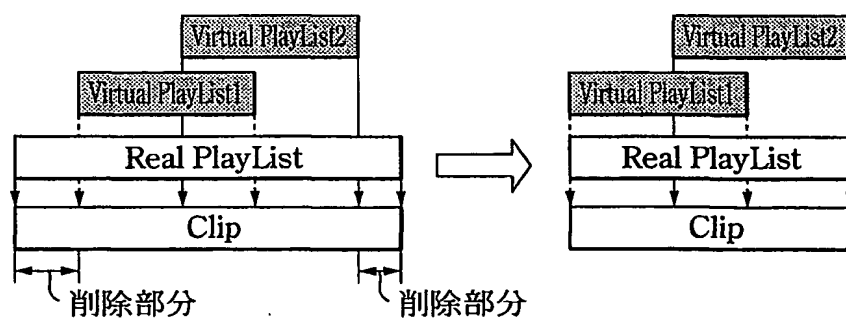 Virtual PlayList2
Virtual PlayList1
Real PlayList
Clip
削除部分
削除部分
Virtual PlayList2
Virtual PlayList1
Real PlayList
Clip